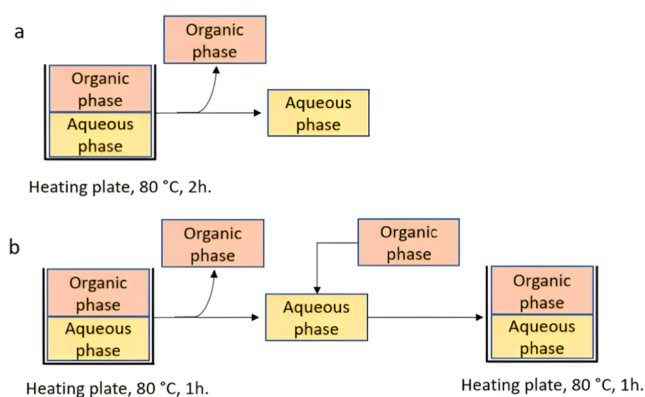 a
Organic
phase
Organic
phase
Aqueous
phase
Aqueous
phase
Heating plate, 80 °C, 2h.
b
Organic
phase
Organic
phase
Organic
phase
Aqueous
phase
Aqueous
phase
Organic
phase
Aqueous
phase
Heating plate, 80 °C, 1h.
Heating plate, 80 °C, 1h.